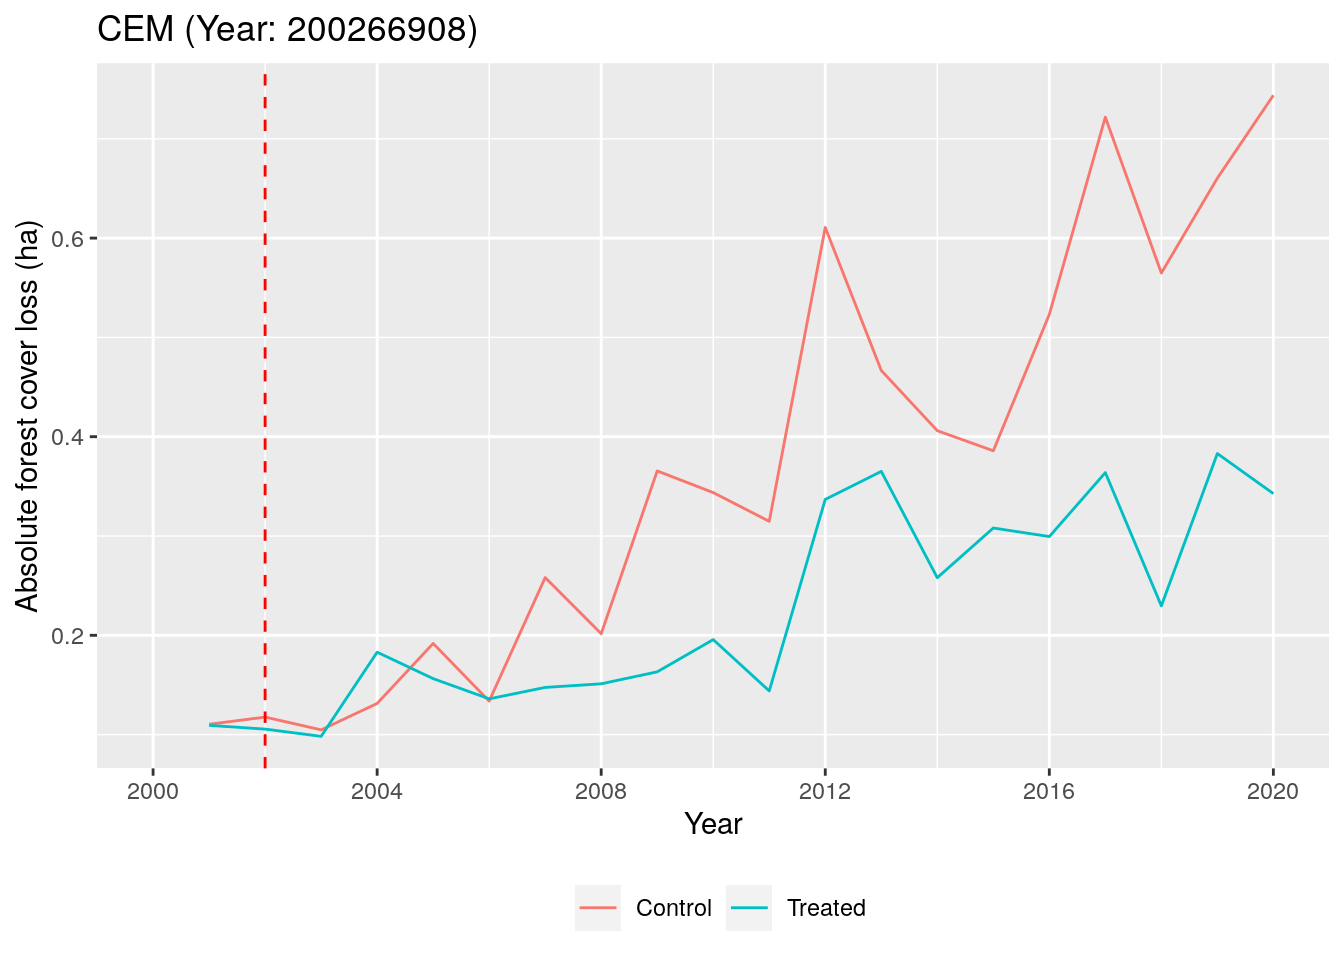 CEM (Year: 200266908)
Absolute forest cover loss (ha)
0.6
0.4
0.2
2000 2004 2008 2012 2016 2020
Year
Control Treated